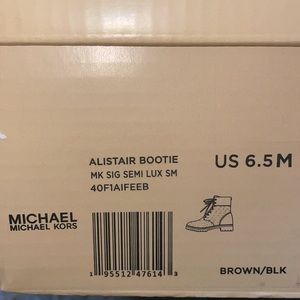 ALISTAIR BOOTIE
MK SIG SEMI LUX SM
40F1AIFEEB
US 6.5M
MICHAEL
MICHAEL KORS
1 95512 47614 3
BROWN/BLK